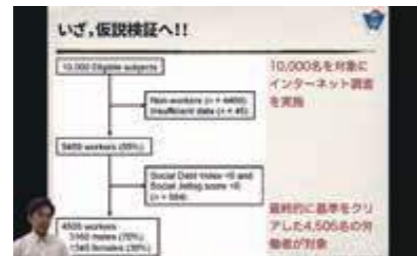 いざ,仮説検証へ!!
10,000 Eligible subjects
10,000名を対象に
インターネット調査
を実施
Non-workers (n = 4466)
Insufficient data (n = 45)
workers (55%)
Social Debt Index <0 and
Social Jetlag score <0
最終的に基準をクリ
アした4,505名の労
働者が対象
4505 workers
3160 males (70%)
1345 females (30%)